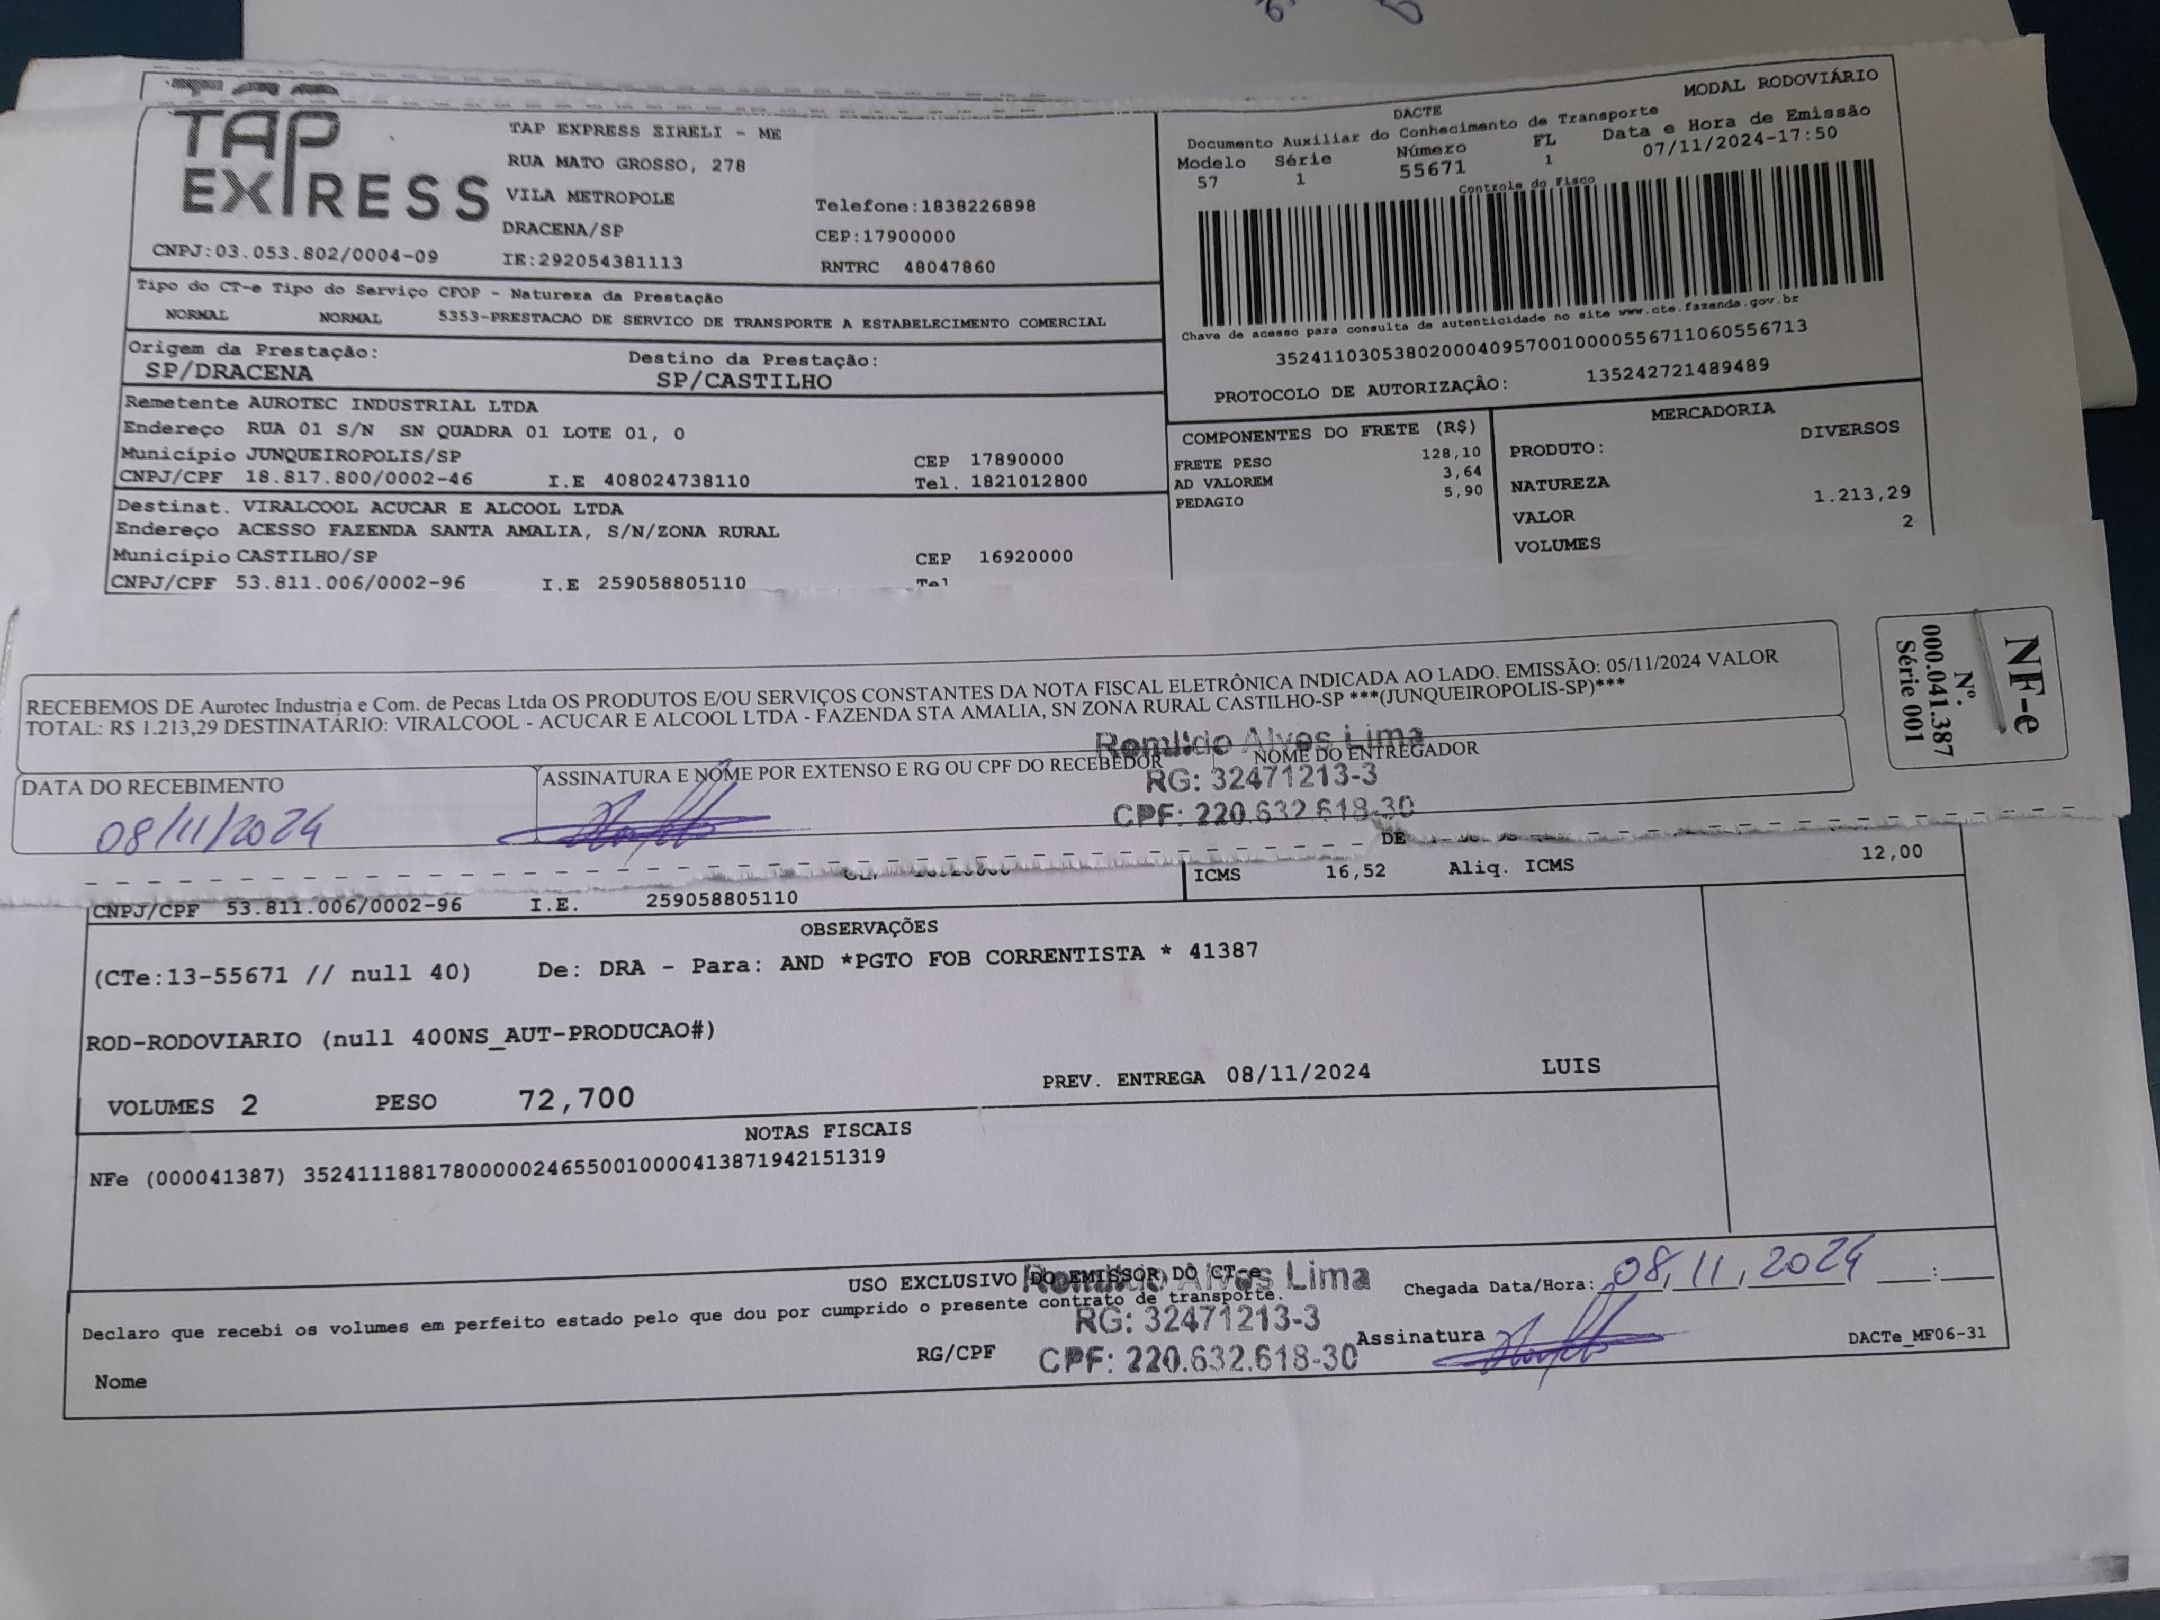 TAP EXPRESS
TAP EXPRESS EIRELI - ME
RUA MATO GROSSO, 278
VILA METROPOLE
Telefone:1838226898
DRACENA/SP
CEP:17900000
CNPJ:03.053.802/0004-09
IE:292054381113
RNTRC 48047860
MODAL RODOVIÁRIO
DACTE
Documento Auxiliar do Conhecimento de Transporte
Modelo Série Número FL Data e Hora de Emissão
57 1 55671 1 07/11/2024-17:50
Controle do Fisco
Chave de acesso para consulta de autenticidade no site www.cte.fazenda.gov.br
35241103053802000409570010000556711060556713
PROTOCOLO DE AUTORIZAÇÃO: 135242721489489
Tipo do CT-e Tipo do Serviço CFOP - Natureza da Prestação
NORMAL NORMAL 5353-PRESTACAO DE SERVICO DE TRANSPORTE A ESTABELECIMENTO COMERCIAL
Origem da Prestação: Destino da Prestação:
SP/DRACENA SP/CASTILHO
Remetente AUROTEC INDUSTRIAL LTDA
Endereço RUA 01 S/N SN QUADRA 01 LOTE 01, 0
Município JUNQUEIROPOLIS/SP CEP 17890000
CNPJ/CPF 18.817.800/0002-46 I.E 408024738110 Tel. 1821012800
Destinat. VIRALCOOL ACUCAR E ALCOOL LTDA
Endereço ACESSO FAZENDA SANTA AMALIA, S/N/ZONA RURAL
Município CASTILHO/SP CEP 16920000
CNPJ/CPF 53.811.006/0002-96 I.E 259058805110 Tel
COMPONENTES DO FRETE (R$)
FRETE PESO 128,10
AD VALOREM 3,64
PEDAGIO 5,90
MERCADORIA
PRODUTO: DIVERSOS
NATUREZA
VALOR 1.213,29
VOLUMES 2
RECEBEMOS DE Aurotec Industria e Com. de Pecas Ltda OS PRODUTOS E/OU SERVIÇOS CONSTANTES DA NOTA FISCAL ELETRÔNICA INDICADA AO LADO. EMISSÃO: 05/11/2024 VALOR
TOTAL: R$ 1.213,29 DESTINATÁRIO: VIRALCOOL - ACUCAR E ALCOOL LTDA - FAZENDA STA AMALIA, SN ZONA RURAL CASTILHO-SP ***(JUNQUEIROPOLIS-SP)***
NF-e
Nº.
000.041.387
Série 001
DATA DO RECEBIMENTO
ASSINATURA E NOME POR EXTENSO E RG OU CPF DO RECEBEDOR
NOME DO ENTREGADOR
08/11/2024
Romildo Alves Lima
RG: 32471213-3
CPF: 220.632.618-30
DE
ICMS 16,52 Aliq. ICMS 12,00
CNPJ/CPF 53.811.006/0002-96 I.E. 259058805110
OBSERVAÇÕES
(CTe:13-55671 // null 40) De: DRA - Para: AND *PGTO FOB CORRENTISTA * 41387
ROD-RODOVIARIO (null 400NS_AUT-PRODUCAO#)
VOLUMES 2 PESO 72,700 PREV. ENTREGA 08/11/2024 LUIS
NOTAS FISCAIS
NFe (000041387) 35241118817800000246550010000413871942151319
USO EXCLUSIVO DO EMISSOR DO CT-e
Declaro que recebi os volumes em perfeito estado pelo que dou por cumprido o presente contrato de transporte.
Romildo Alves Lima
RG: 32471213-3
CPF: 220.632.618-30
Chegada Data/Hora: 08/11/2024 __:__
Nome RG/CPF Assinatura DACTe_MF06-31